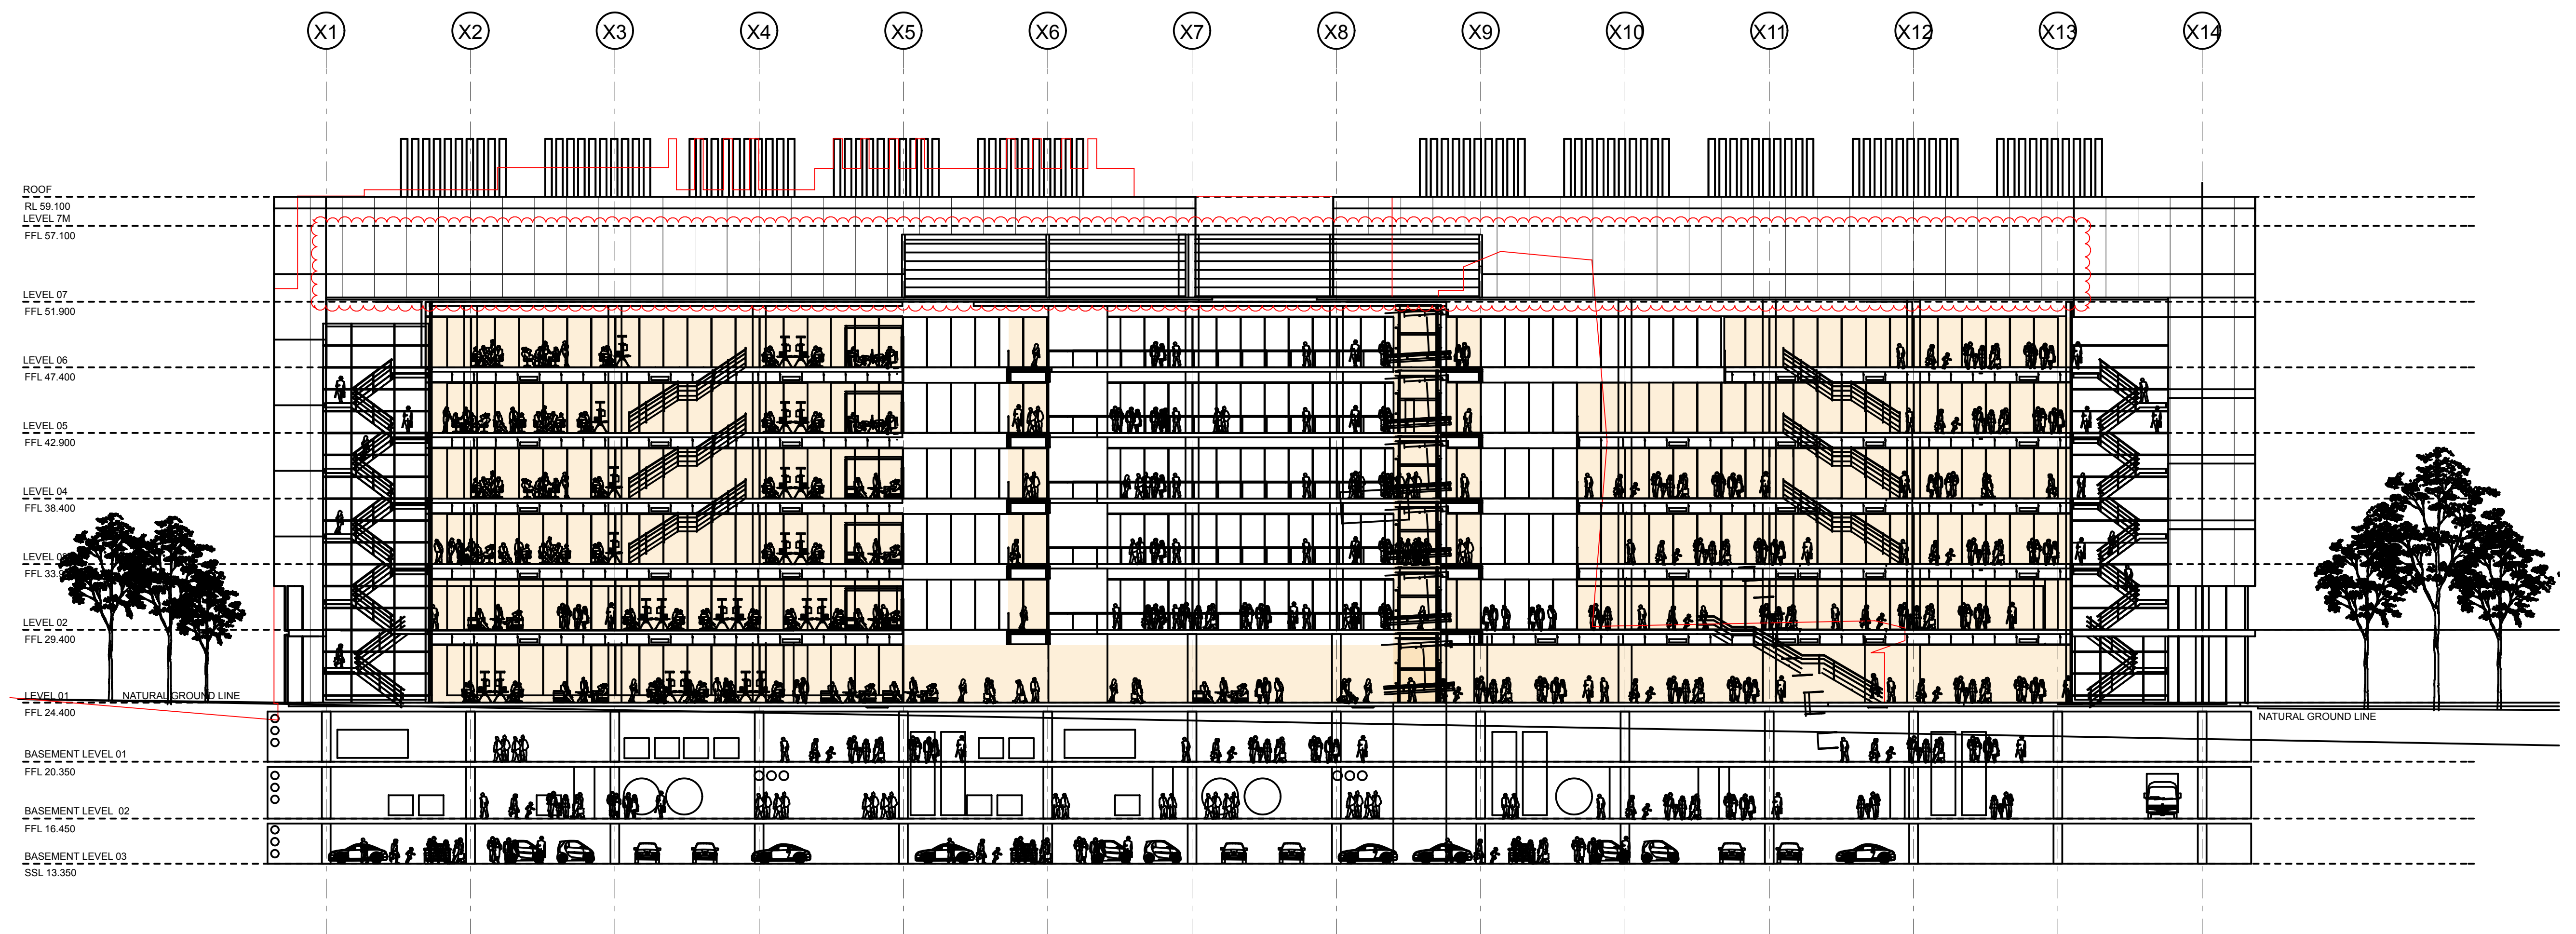 X1 X2 X3 X4 X5 X6 X7 X8 X9 X10 X11 X12 X13 X14
ROOF
RL 59.100
LEVEL 7M
FFL 57.100
LEVEL 07
FFL 51.900
LEVEL 06
FFL 47.400
LEVEL 05
FFL 42.900
LEVEL 04
FFL 38.400
LEVEL
FFL
LEVEL 02
FFL 29.400
LEVEL 01 NATURAL GROUND LINE
FFL 24.400 NATURAL GROUND LINE
BASEMENT LEVEL 01
FFL 20.350
BASEMENT LEVEL 02
FFL 16.450
BASEMENT LEVEL 03
SSL 13.350